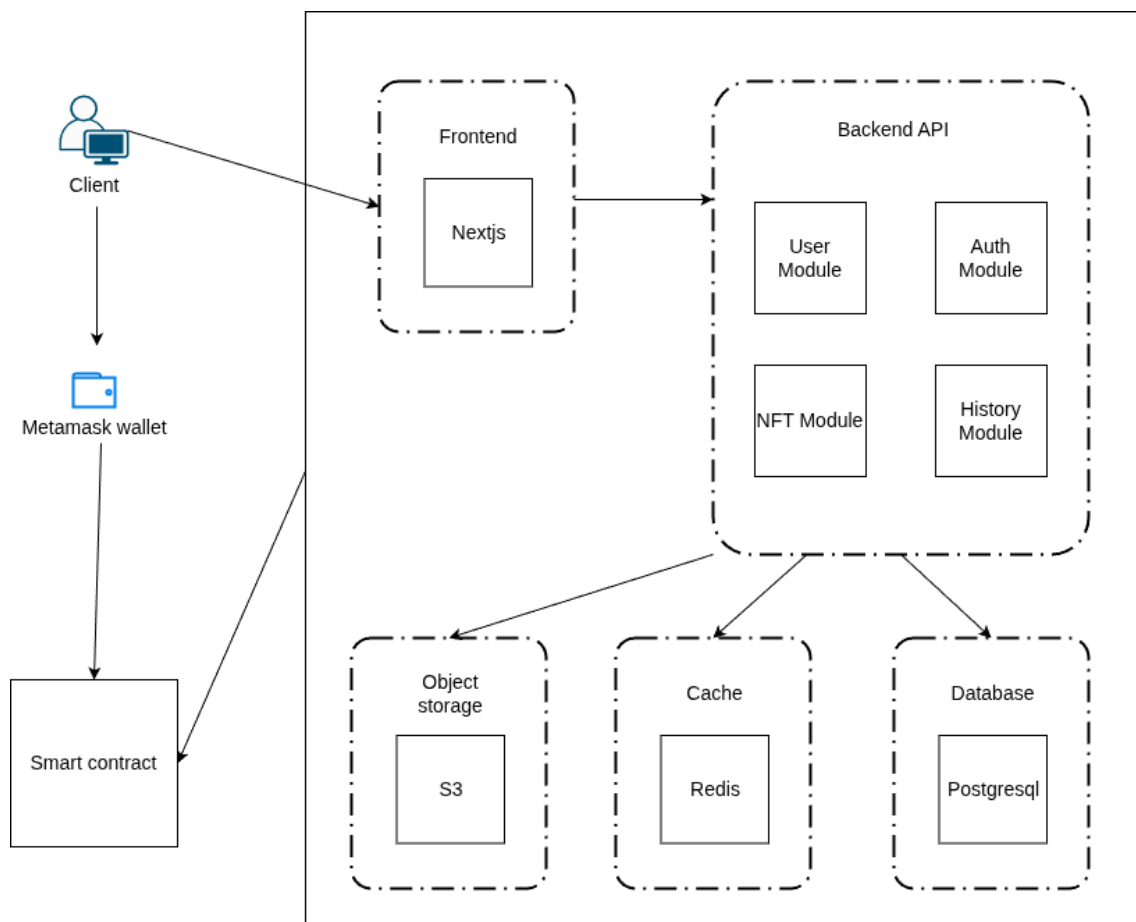 Client
Metamask wallet
Smart contract
Frontend
Nextjs
Backend API
User
Module
Auth
Module
NFT Module
History
Module
Object
storage
S3
Cache
Redis
Database
Postgresql